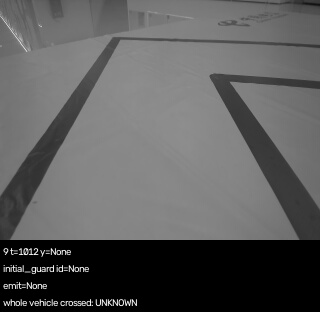 9 t=1012 y=None
initial_guard id=None
emit=None
whole vehicle crossed: UNKNOWN